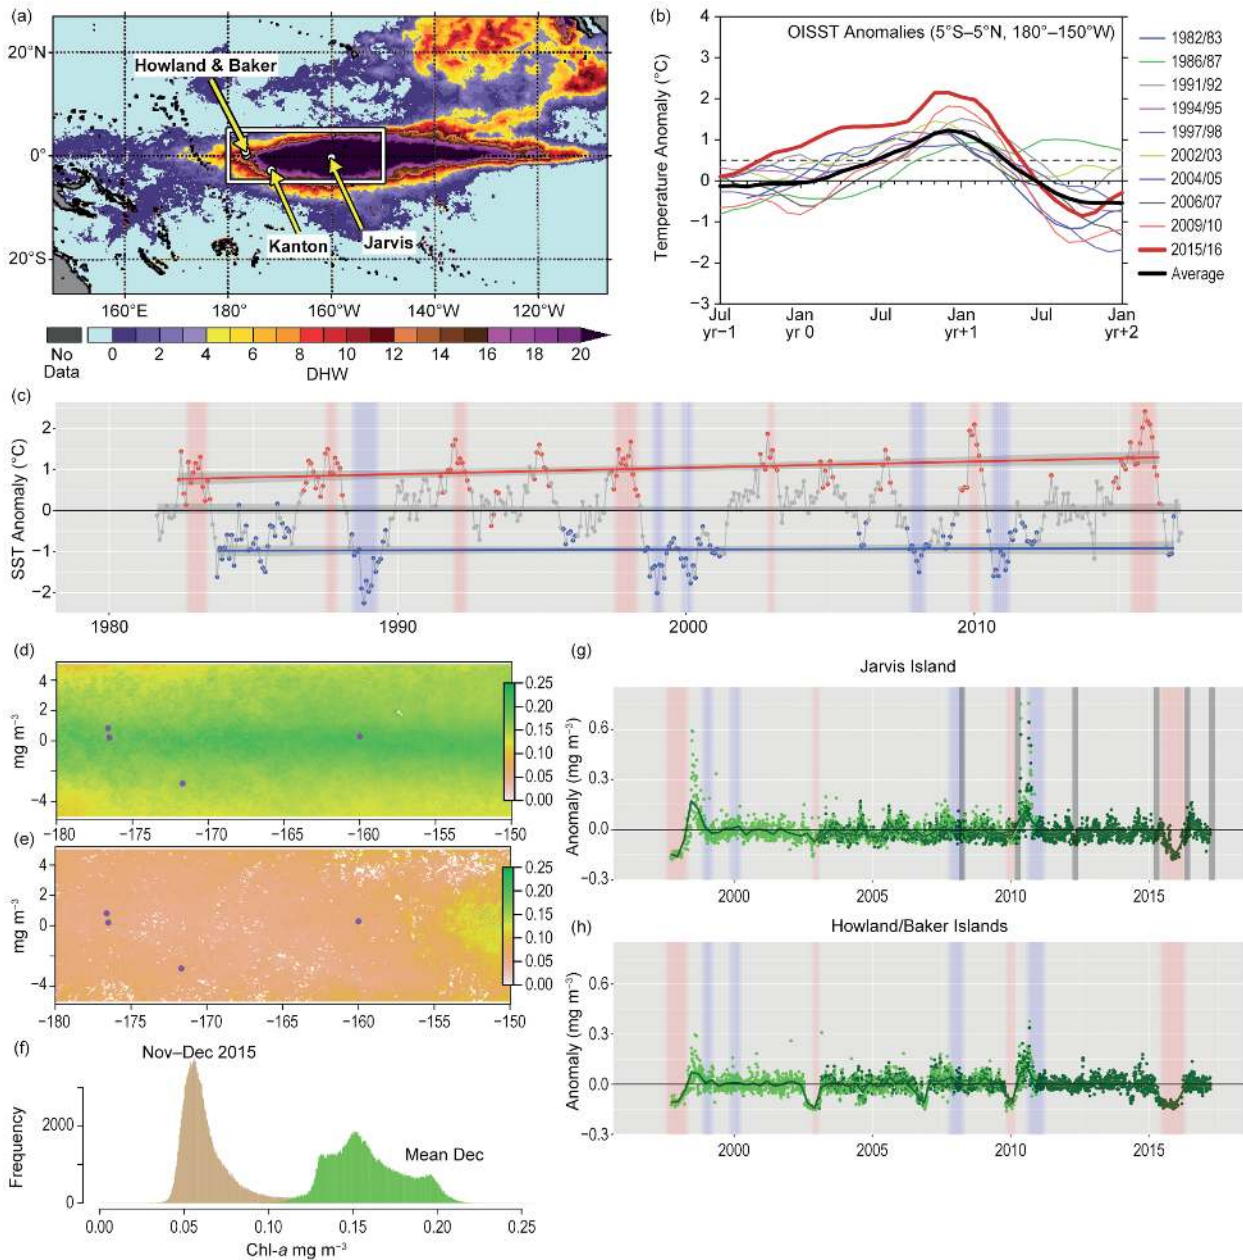 (a)
20°N
0°
20°S
Howland & Baker
Kanton
Jarvis
160°E 180° 160°W 140°W 120°W
No Data
0 2 4 6 8 10 12 14 16 18 20
DHW
(b)
OISST Anomalies (5°S–5°N, 180°–150°W)
Temperature Anomaly (°C)
4
3
2
1
0
−1
−2
−3
Jul yr−1
Jan yr 0
Jul
Jan yr+1
Jul
Jan yr+2
1982/83
1986/87
1991/92
1994/95
1997/98
2002/03
2004/05
2006/07
2009/10
2015/16
Average
(c)
SST Anomaly (°C)
2
1
0
−1
−2
1980 1990 2000 2010
(d)
mg m⁻³
4
2
0
−4
−180 −175 −170 −165 −160 −155 −150
0.25
0.20
0.15
0.10
0.05
0.00
(e)
mg m⁻³
4
2
0
−4
−180 −175 −170 −165 −160 −155 −150
0.25
0.20
0.15
0.10
0.05
0.00
(f)
Nov–Dec 2015
Mean Dec
Frequency
2000
0
0.00 0.05 0.10 0.15 0.20 0.25
Chl-a mg m⁻³
(g)
Jarvis Island
Anomaly (mg m⁻³)
0.6
0.3
0.0
−0.3
2000 2005 2010 2015
(h)
Howland/Baker Islands
Anomaly (mg m⁻³)
0.6
0.3
0.0
−0.3
2000 2005 2010 2015